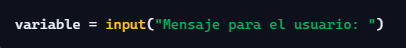 variable = input("Mensaje para el usuario: ")